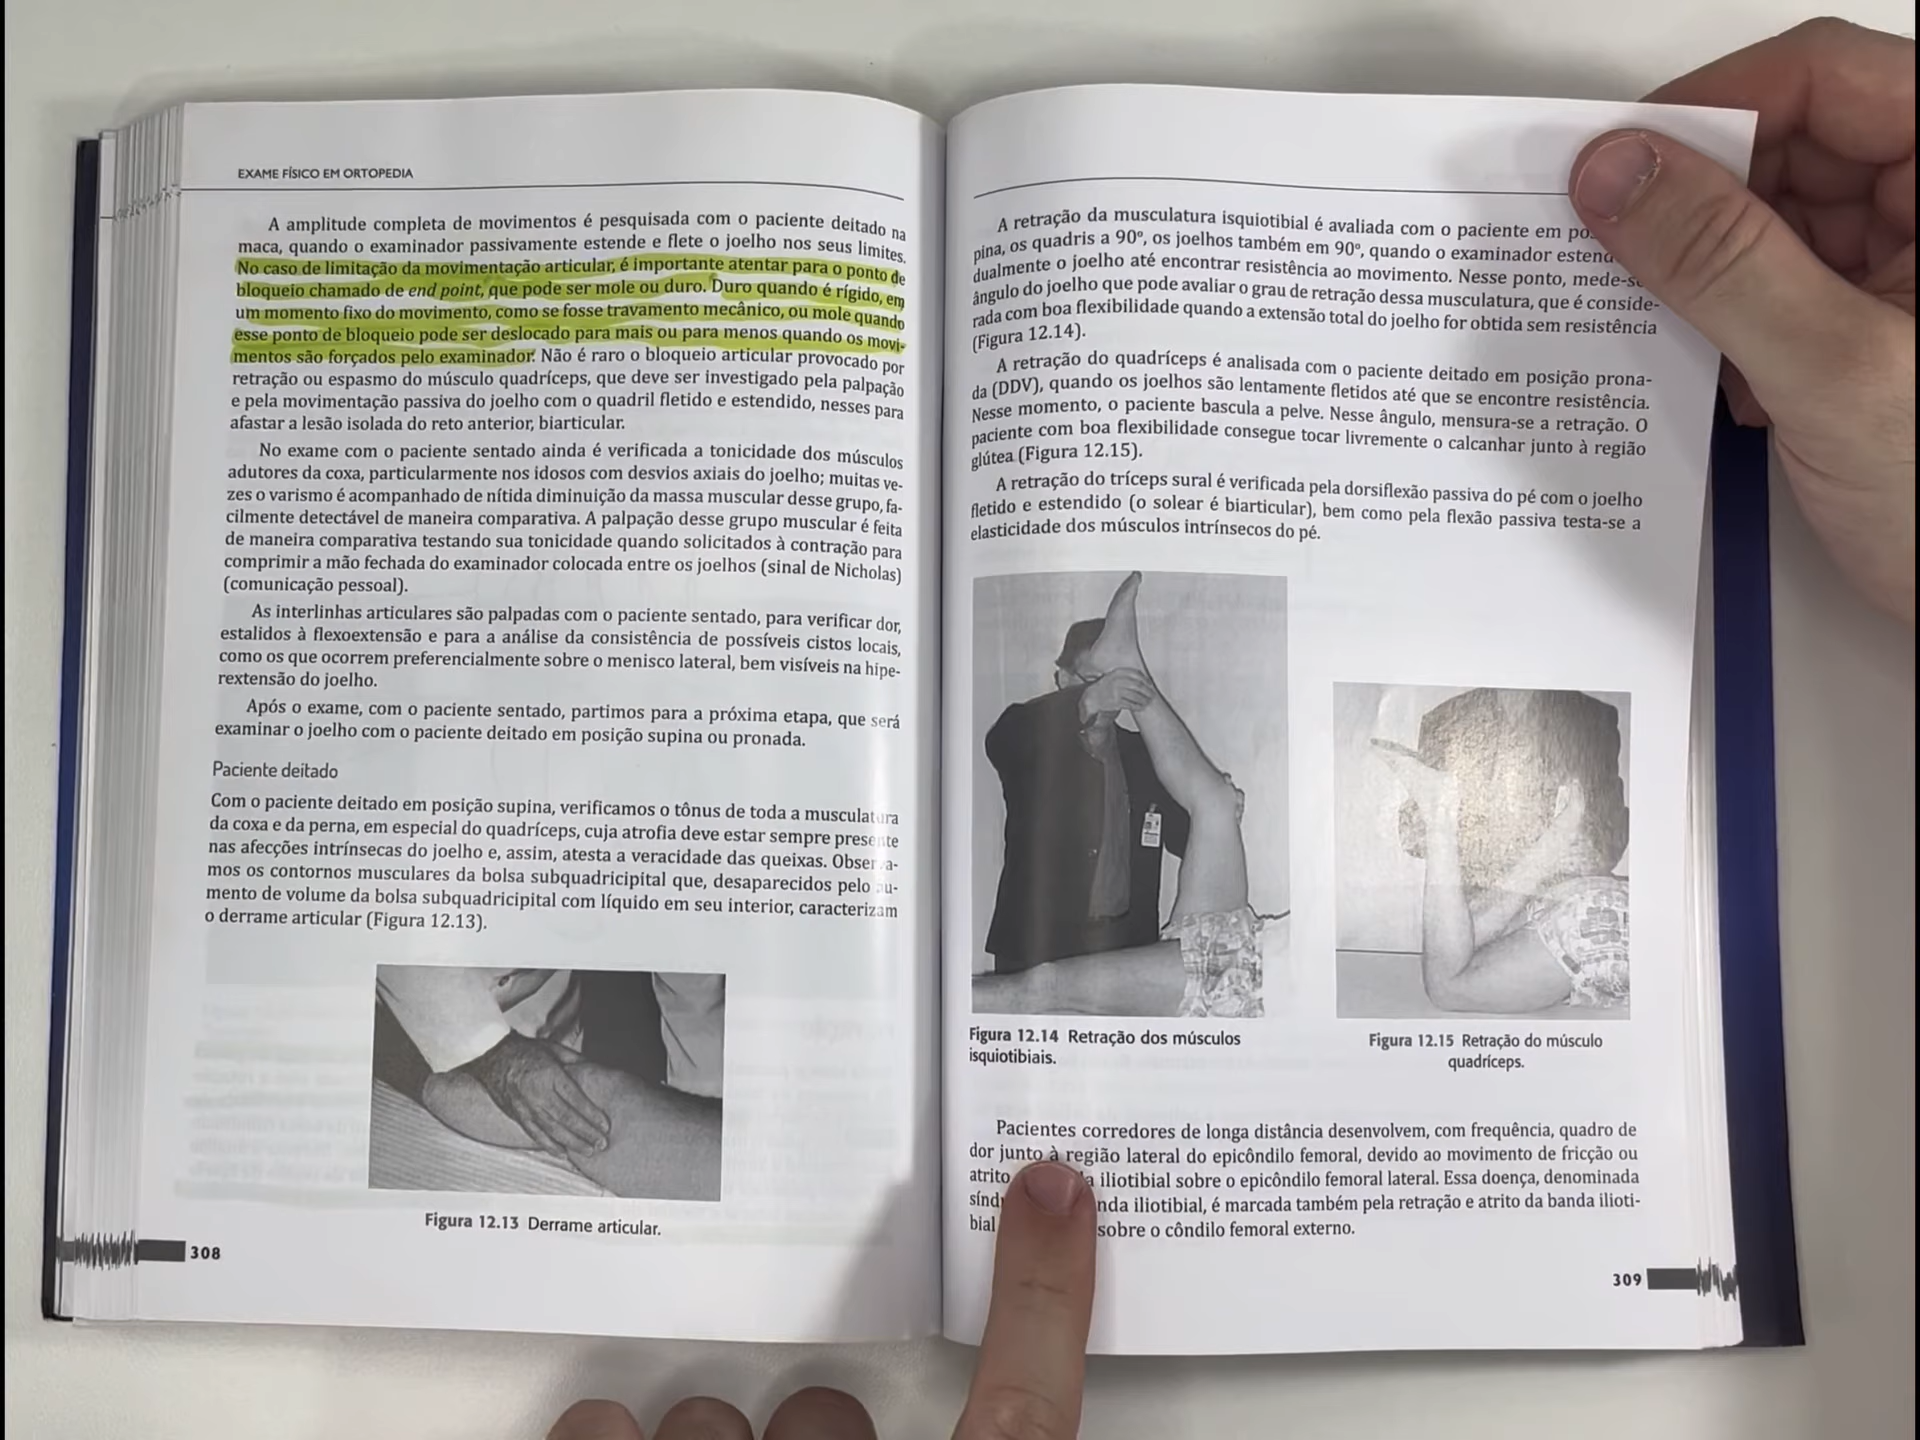 EXAME FÍSICO EM ORTOPEDIA
A amplitude completa de movimentos é pesquisada com o paciente deitado na
maca, quando o examinador passivamente estende e flete o joelho nos seus limites.
No caso de limitação da movimentação articular, é importante atentar para o ponto de
bloqueio chamado de end point, que pode ser mole ou duro. Duro quando é rígido, em
um momento fixo do movimento, como se fosse travamento mecânico, ou mole quando
esse ponto de bloqueio pode ser deslocado para mais ou para menos quando os movi-
mentos são forçados pelo examinador. Não é raro o bloqueio articular provocado por
retração ou espasmo do músculo quadríceps, que deve ser investigado pela palpação
e pela movimentação passiva do joelho com o quadril fletido e estendido, nesses para
afastar a lesão isolada do reto anterior, biarticular.
No exame com o paciente sentado ainda é verificada a tonicidade dos músculos
adutores da coxa, particularmente nos idosos com desvios axiais do joelho; muitas ve-
zes o varismo é acompanhado de nítida diminuição da massa muscular desse grupo, fa-
cilmente detectável de maneira comparativa. A palpação desse grupo muscular é feita
de maneira comparativa testando sua tonicidade quando solicitados à contração para
comprimir a mão fechada do examinador colocada entre os joelhos (sinal de Nicholas)
(comunicação pessoal).
As interlinhas articulares são palpadas com o paciente sentado, para verificar dor,
estalidos à flexoextensão e para a análise da consistência de possíveis cistos locais,
como os que ocorrem preferencialmente sobre o menisco lateral, bem visíveis na hipe-
rextensão do joelho.
Após o exame, com o paciente sentado, partimos para a próxima etapa, que será
examinar o joelho com o paciente deitado em posição supina ou pronada.
Paciente deitado
Com o paciente deitado em posição supina, verificamos o tônus de toda a musculatura
da coxa e da perna, em especial do quadríceps, cuja atrofia deve estar sempre presente
nas afecções intrínsecas do joelho e, assim, atesta a veracidade das queixas. Observa-
mos os contornos musculares da bolsa subquadricipital que, desaparecidos pelo au-
mento de volume da bolsa subquadricipital com líquido em seu interior, caracterizam
o derrame articular (Figura 12.13).
Figura 12.13 Derrame articular.
308
A retração da musculatura isquiotibial é avaliada com o paciente em
pina, os quadris a 90º, os joelhos também em 90º, quando o examinador
dualmente o joelho até encontrar resistência ao movimento. Nesse ponto, mede-se
ângulo do joelho que pode avaliar o grau de retração dessa musculatura, que é conside-
rada com boa flexibilidade quando a extensão total do joelho for obtida sem resistência
(Figura 12.14).
A retração do quadríceps é analisada com o paciente deitado em posição prona-
da (DDV), quando os joelhos são lentamente fletidos até que se encontre resistência.
Nesse momento, o paciente bascula a pelve. Nesse ângulo, mensura-se a retração. O
paciente com boa flexibilidade consegue tocar livremente o calcanhar junto à região
glútea (Figura 12.15).
A retração do tríceps sural é verificada pela dorsiflexão passiva do pé com o joelho
fletido e estendido (o solear é biarticular), bem como pela flexão passiva testa-se a
elasticidade dos músculos intrínsecos do pé.
Figura 12.14 Retração dos músculos
isquiotibiais.
Figura 12.15 Retração do músculo
quadríceps.
Pacientes corredores de longa distância desenvolvem, com frequência, quadro de
dor junto à região lateral do epicôndilo femoral, devido ao movimento de fricção ou
atrito iliotibial sobre o epicôndilo femoral lateral. Essa doença, denominada
iliotibial, é marcada também pela retração e atrito da bandailioti-
bial sobre o côndilo femoral externo.
309